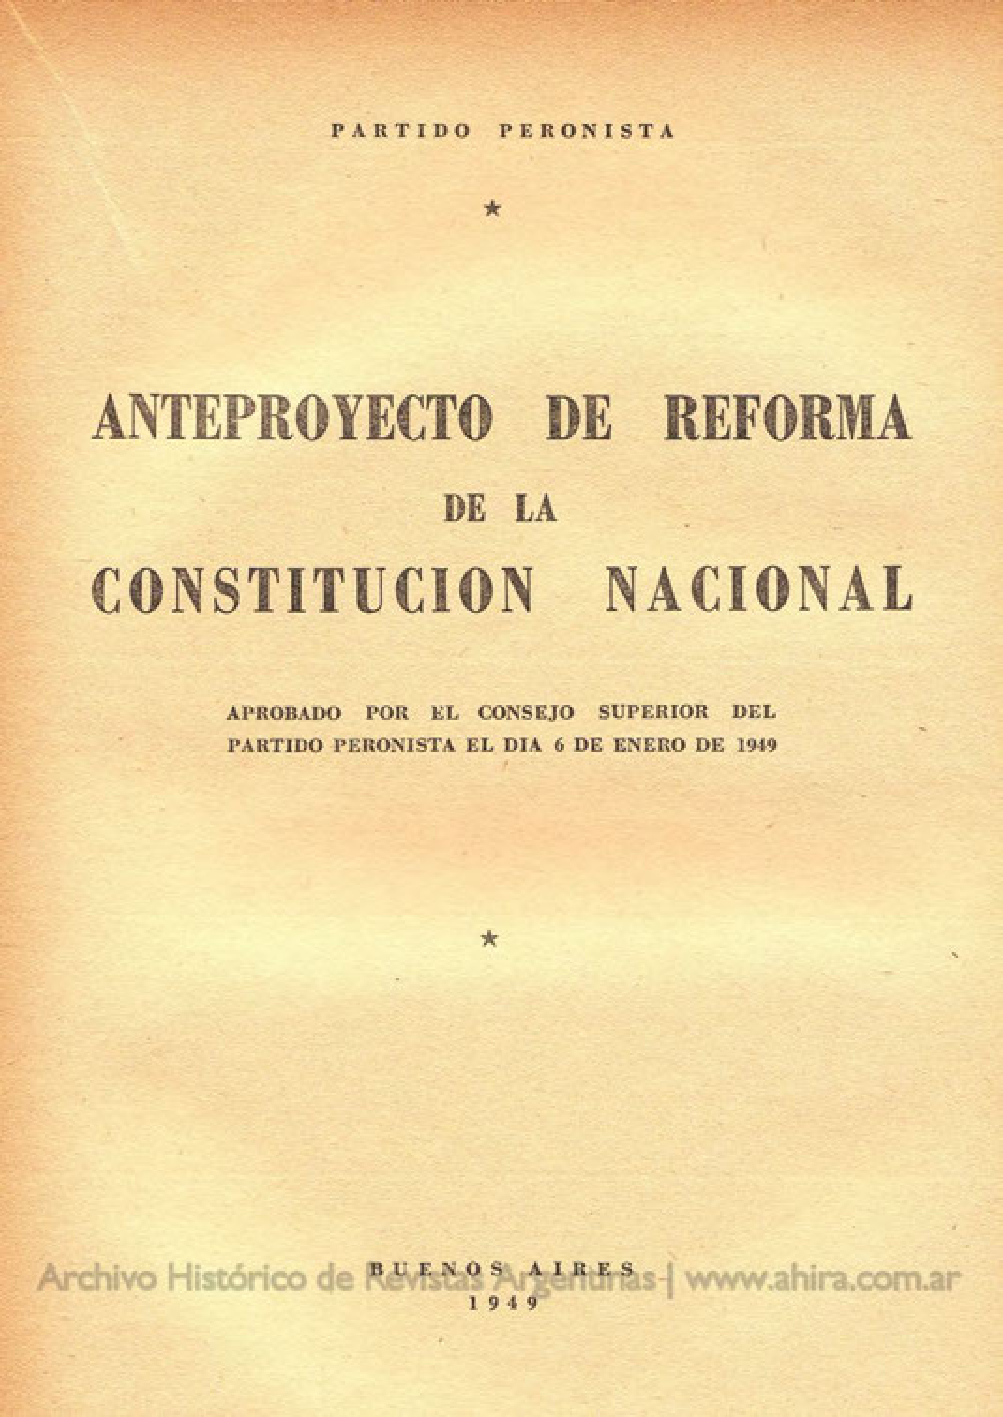 PARTIDO PERONISTA
★
ANTEPROYECTO DE REFORMA
DE LA
CONSTITUCION NACIONAL
APROBADO POR EL CONSEJO SUPERIOR DEL
PARTIDO PERONISTA EL DIA 6 DE ENERO DE 1949
★
BUENOS AIRES
Archivo Histórico de Revistas Argentinas | www.ahira.com.ar
1949